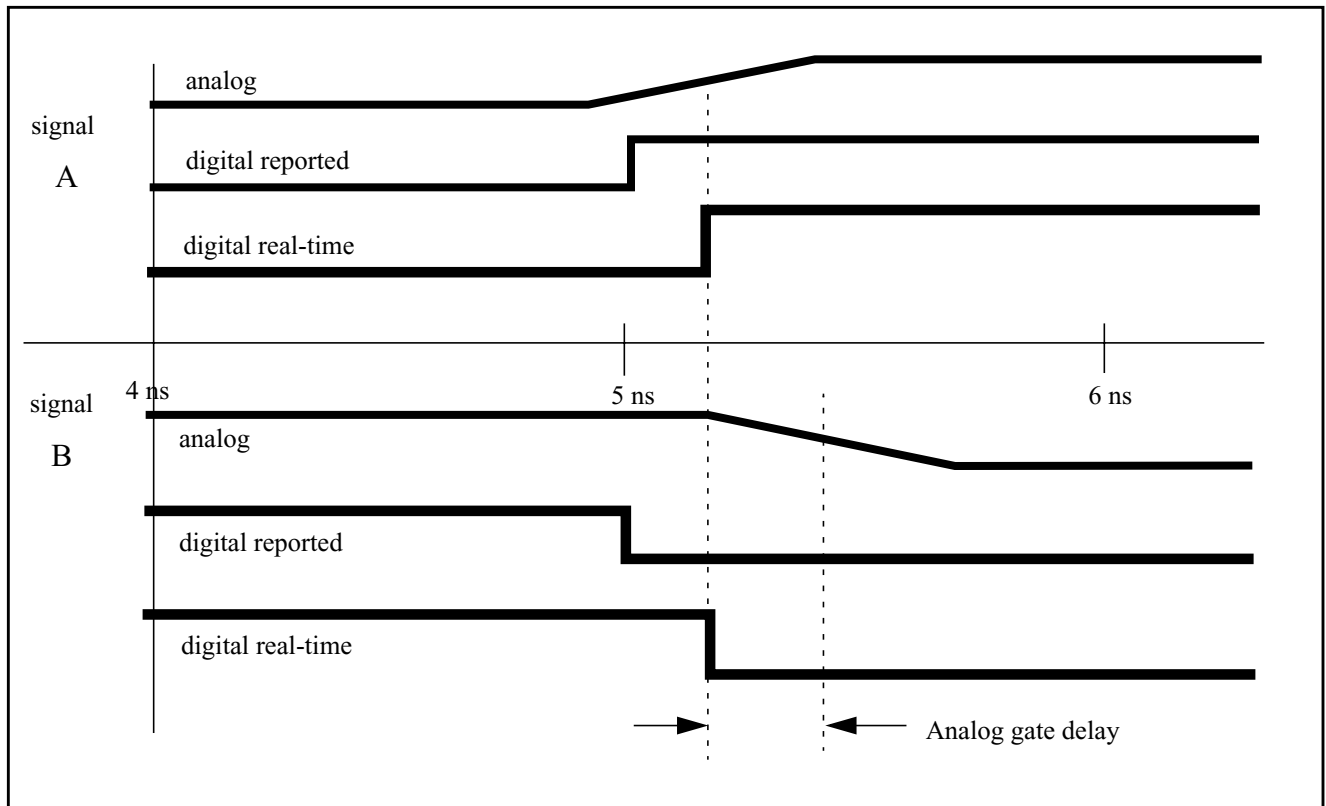 analog
signal
A
digital reported
digital real-time
4 ns
5 ns
6 ns
signal
B
analog
digital reported
digital real-time
Analog gate delay